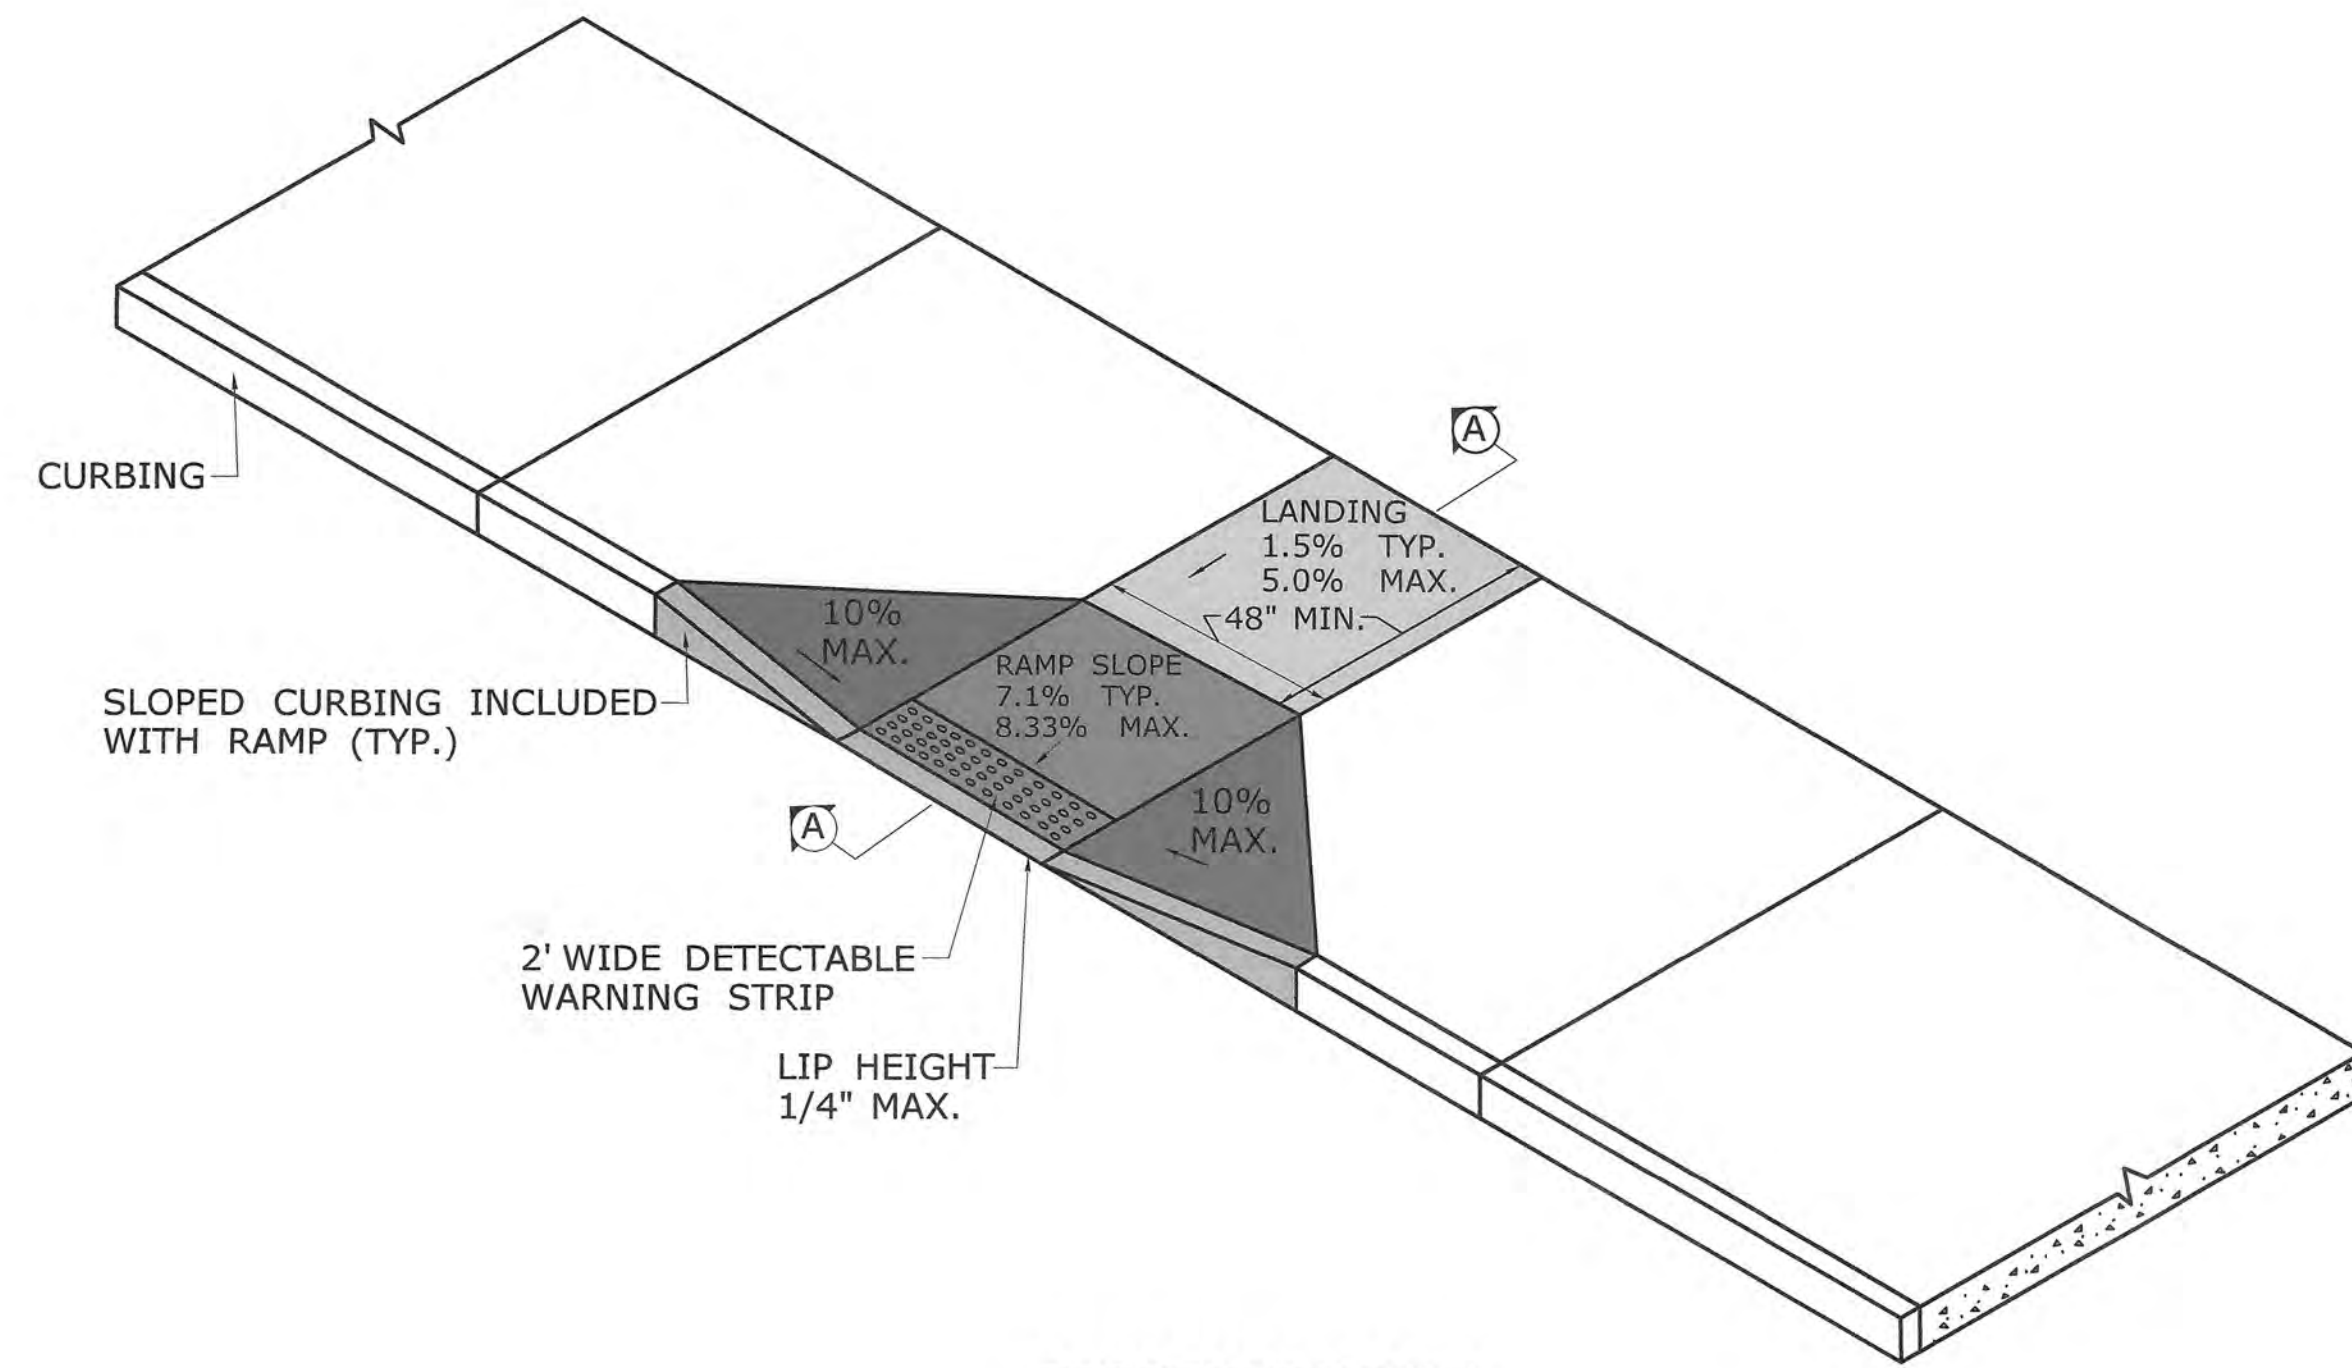 A
LANDING
1.5% TYP.
5.0% MAX.
48" MIN.
CURBING
10%
MAX.
RAMP SLOPE
7.1% TYP.
8.33% MAX.
SLOPED CURBING INCLUDED
WITH RAMP (TYP.)
10%
MAX.
A
2' WIDE DETECTABLE
WARNING STRIP
LIP HEIGHT
1/4" MAX.